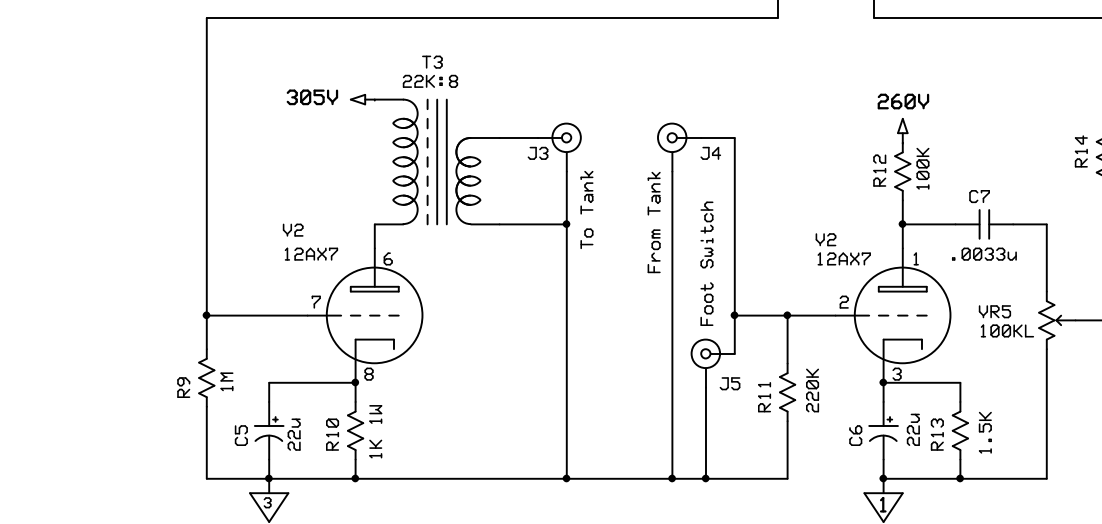 T3
22K:8
305V
J3
To Tank
V2
12AX7
6
7
8
R9
1M
C5
+
22u
R10
1K 1W
3
From Tank
J4
Foot Switch
J5
R11
220K
260V
R12
100K
C7
.0033u
V2
12AX7
1
2
3
VR5
100KL
C6
+
22u
R13
1.5K
1
R14